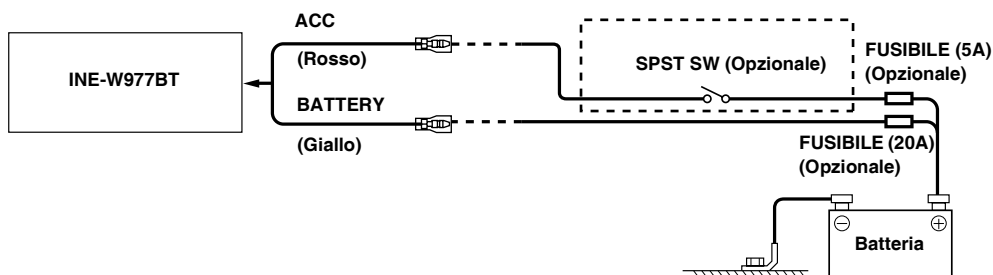 ACC
(Rosso)
INE-W977BT
BATTERY
(Giallo)
SPST SW (Opzionale)
FUSIBILE (5A)
(Opzionale)
FUSIBILE (20A)
(Opzionale)
Batteria